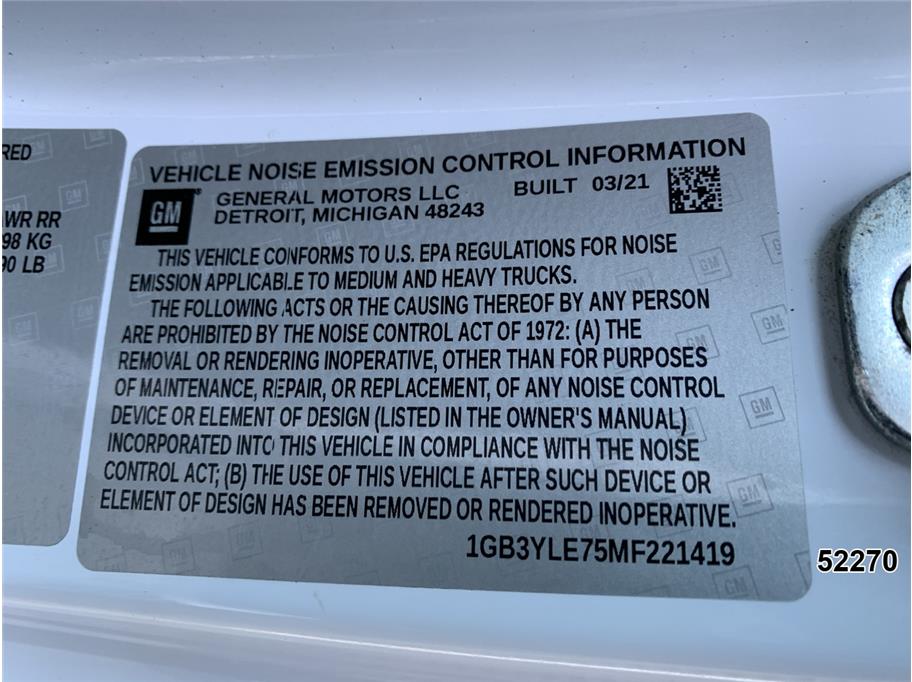 RED
WR RR
98 KG
90 LB
VEHICLE NOISE EMISSION CONTROL INFORMATION
GM®
GENERAL MOTORS LLC
DETROIT, MICHIGAN 48243
BUILT 03/21
THIS VEHICLE CONFORMS TO U.S. EPA REGULATIONS FOR NOISE
EMISSION APPLICABLE TO MEDIUM AND HEAVY TRUCKS.
THE FOLLOWING ACTS OR THE CAUSING THEREOF BY ANY PERSON
ARE PROHIBITED BY THE NOISE CONTROL ACT OF 1972: (A) THE
REMOVAL OR RENDERING INOPERATIVE, OTHER THAN FOR PURPOSES
OF MAINTENANCE, REPAIR, OR REPLACEMENT, OF ANY NOISE CONTROL
DEVICE OR ELEMENT OF DESIGN (LISTED IN THE OWNER'S MANUAL)
INCORPORATED INTO THIS VEHICLE IN COMPLIANCE WITH THE NOISE
CONTROL ACT; (B) THE USE OF THIS VEHICLE AFTER SUCH DEVICE OR
ELEMENT OF DESIGN HAS BEEN REMOVED OR RENDERED INOPERATIVE.
1GB3YLE75MF221419
52270